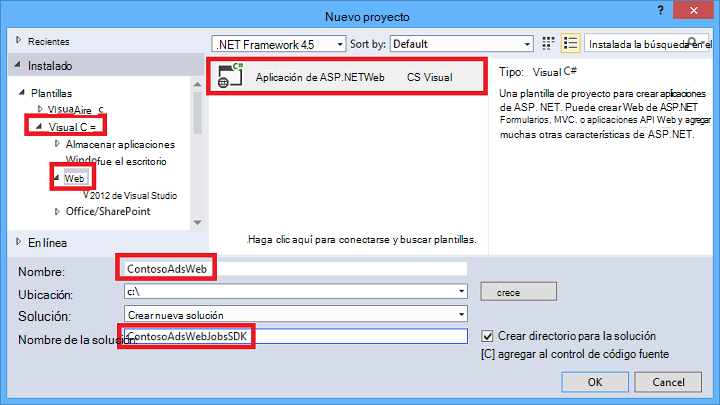 Nuevo proyecto
?
Recientes
.NET Framework 4.5
Sort by:
Default
Instalada la búsqueda en el
Instalado
Plantillas
Visual C =
Almacenar aplicaciones
Windofue el escritorio
Web
2012 de Visual Studio
Office/SharePoint
En línea
C#
Aplicación de ASP.NETWeb
CS Visual
.Haga clic aquí para conectarse y buscar plantillas.
Tipo: Visual C#
Una plantilla de proyecto para crear aplicaciones
de ASP. NET. Puede crear Web de ASP.NET
Formularios, MVC. o aplicaciones API Web y agregar
muchas otras características de ASP.NET.
Nombre:
ContosoAdsWeb
Ubicación:
c:\
crece
Solución:
Crear nueva solución
Nombre de la solución:
ContosoAdsWebJobsSDK
Crear directorio para la solución
[C] agregar al control de código fuente
OK
Cancel